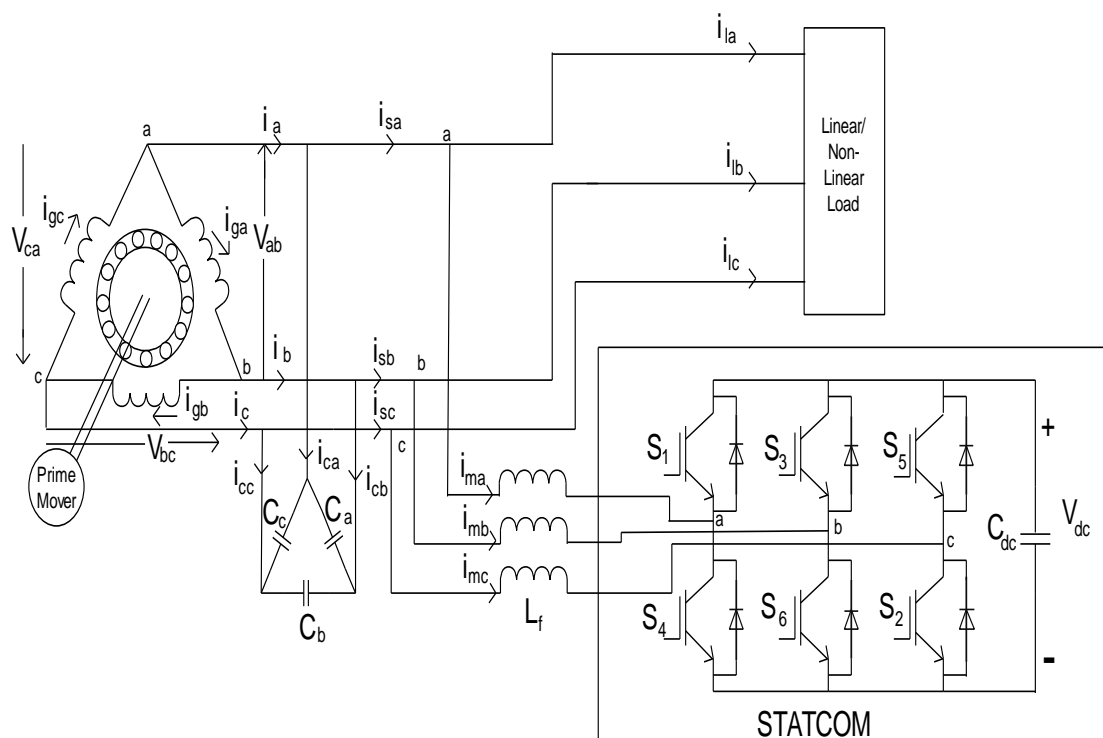 i_la
i_a
i_sa
a
a
Linear/
Non-
Linear
Load
i_lb
i_gc
i_ga
V_ca
V_ab
i_lc
c
b
i_b
i_sb
b
i_gb
i_c
i_sc
V_bc
c
Prime
Mover
i_cc
i_ca
i_cb
i_ma
C_c
C_a
i_mb
i_mc
C_b
L_f
S_1
S_3
S_5
+
a
b
c
C_dc
V_dc
S_4
S_6
S_2
-
STATCOM